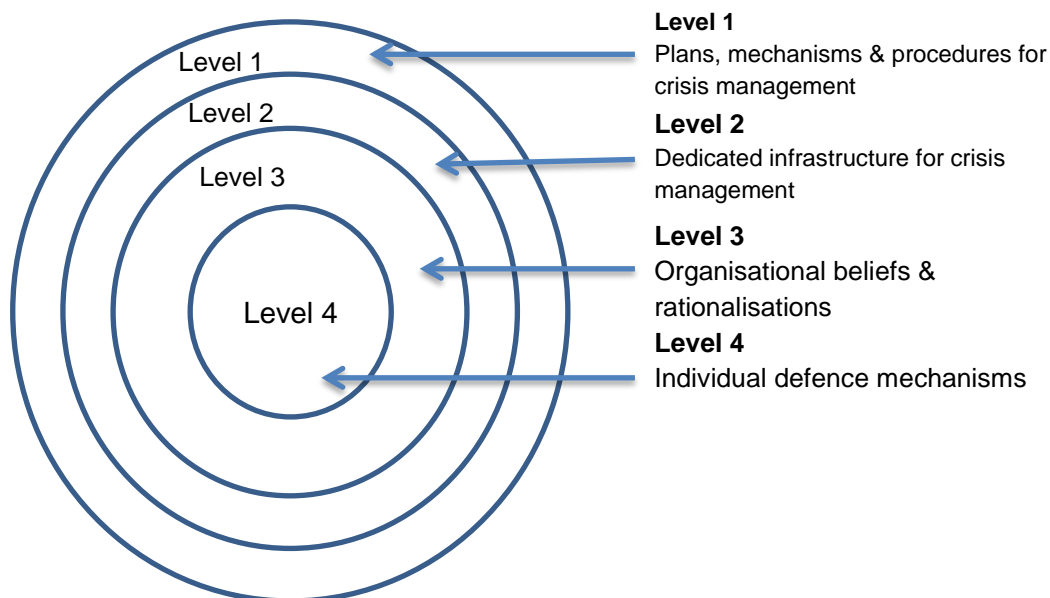 Level 1
Level 2
Level 3
Level 4
Level 1
Plans, mechanisms & procedures for
crisis management
Level 2
Dedicated infrastructure for crisis
management
Level 3
Organisational beliefs &
rationalisations
Level 4
Individual defence mechanisms